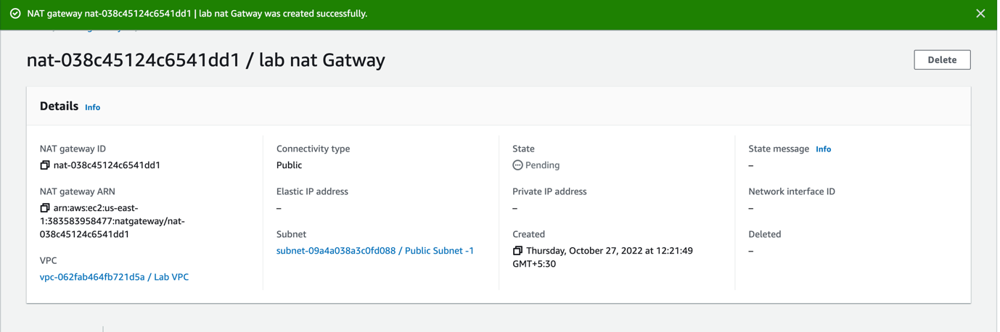 NAT gateway nat-038c45124c6541dd1 | lab nat Gatway was created successfully.
nat-038c45124c6541dd1 / lab nat Gatway
Delete
Details Info
NAT gateway ID
nat-038c45124c6541dd1
NAT gateway ARN
arn:aws:ec2:us-east-
1:383583958477:natgateway/nat-
038c45124c6541dd1
VPC
vpc-062fab464fb721d5a / Lab VPC
Connectivity type
Public
Elastic IP address
–
Subnet
subnet-09a4a038a3c0fd088 / Public Subnet -1
State
Pending
Private IP address
–
Created
Thursday, October 27, 2022 at 12:21:49
GMT+5:30
State message Info
–
Network interface ID
–
Deleted
–